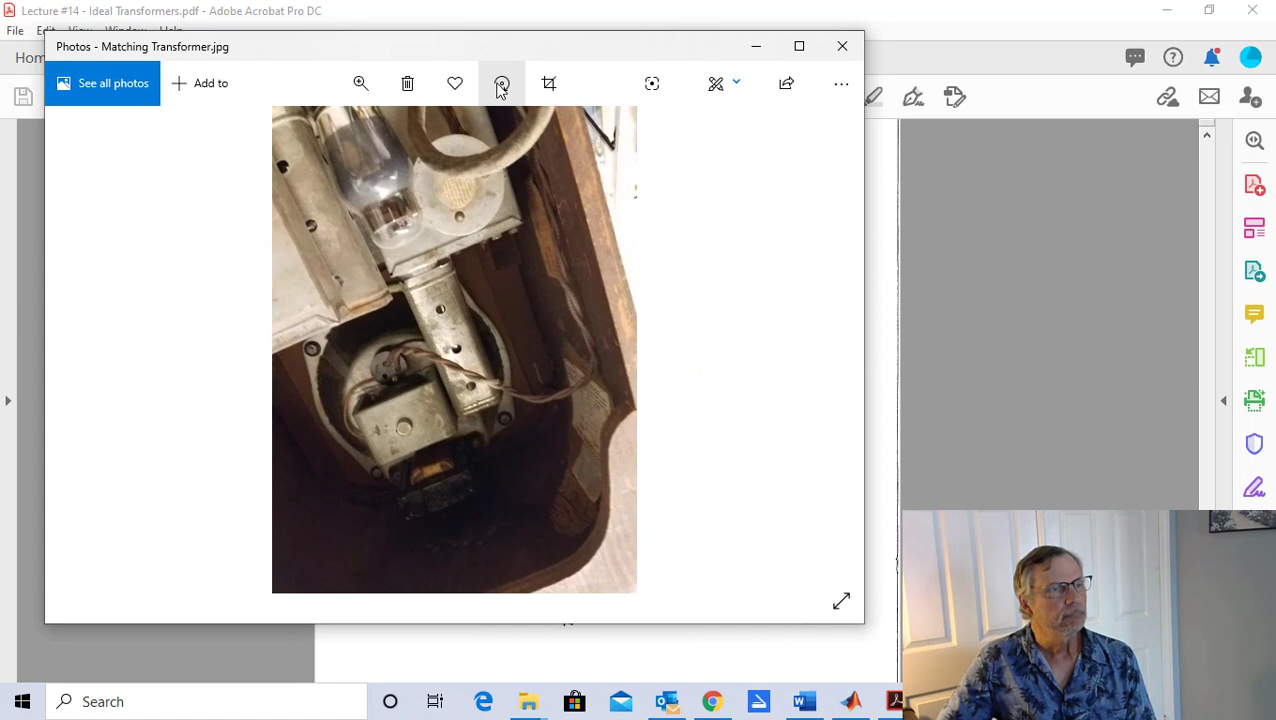 Lecture #14 - Ideal Transformers.pdf - Adobe Acrobat Pro DC
File
Window
Photos - Matching Transformer.jpg
See all photos
Add to
Search